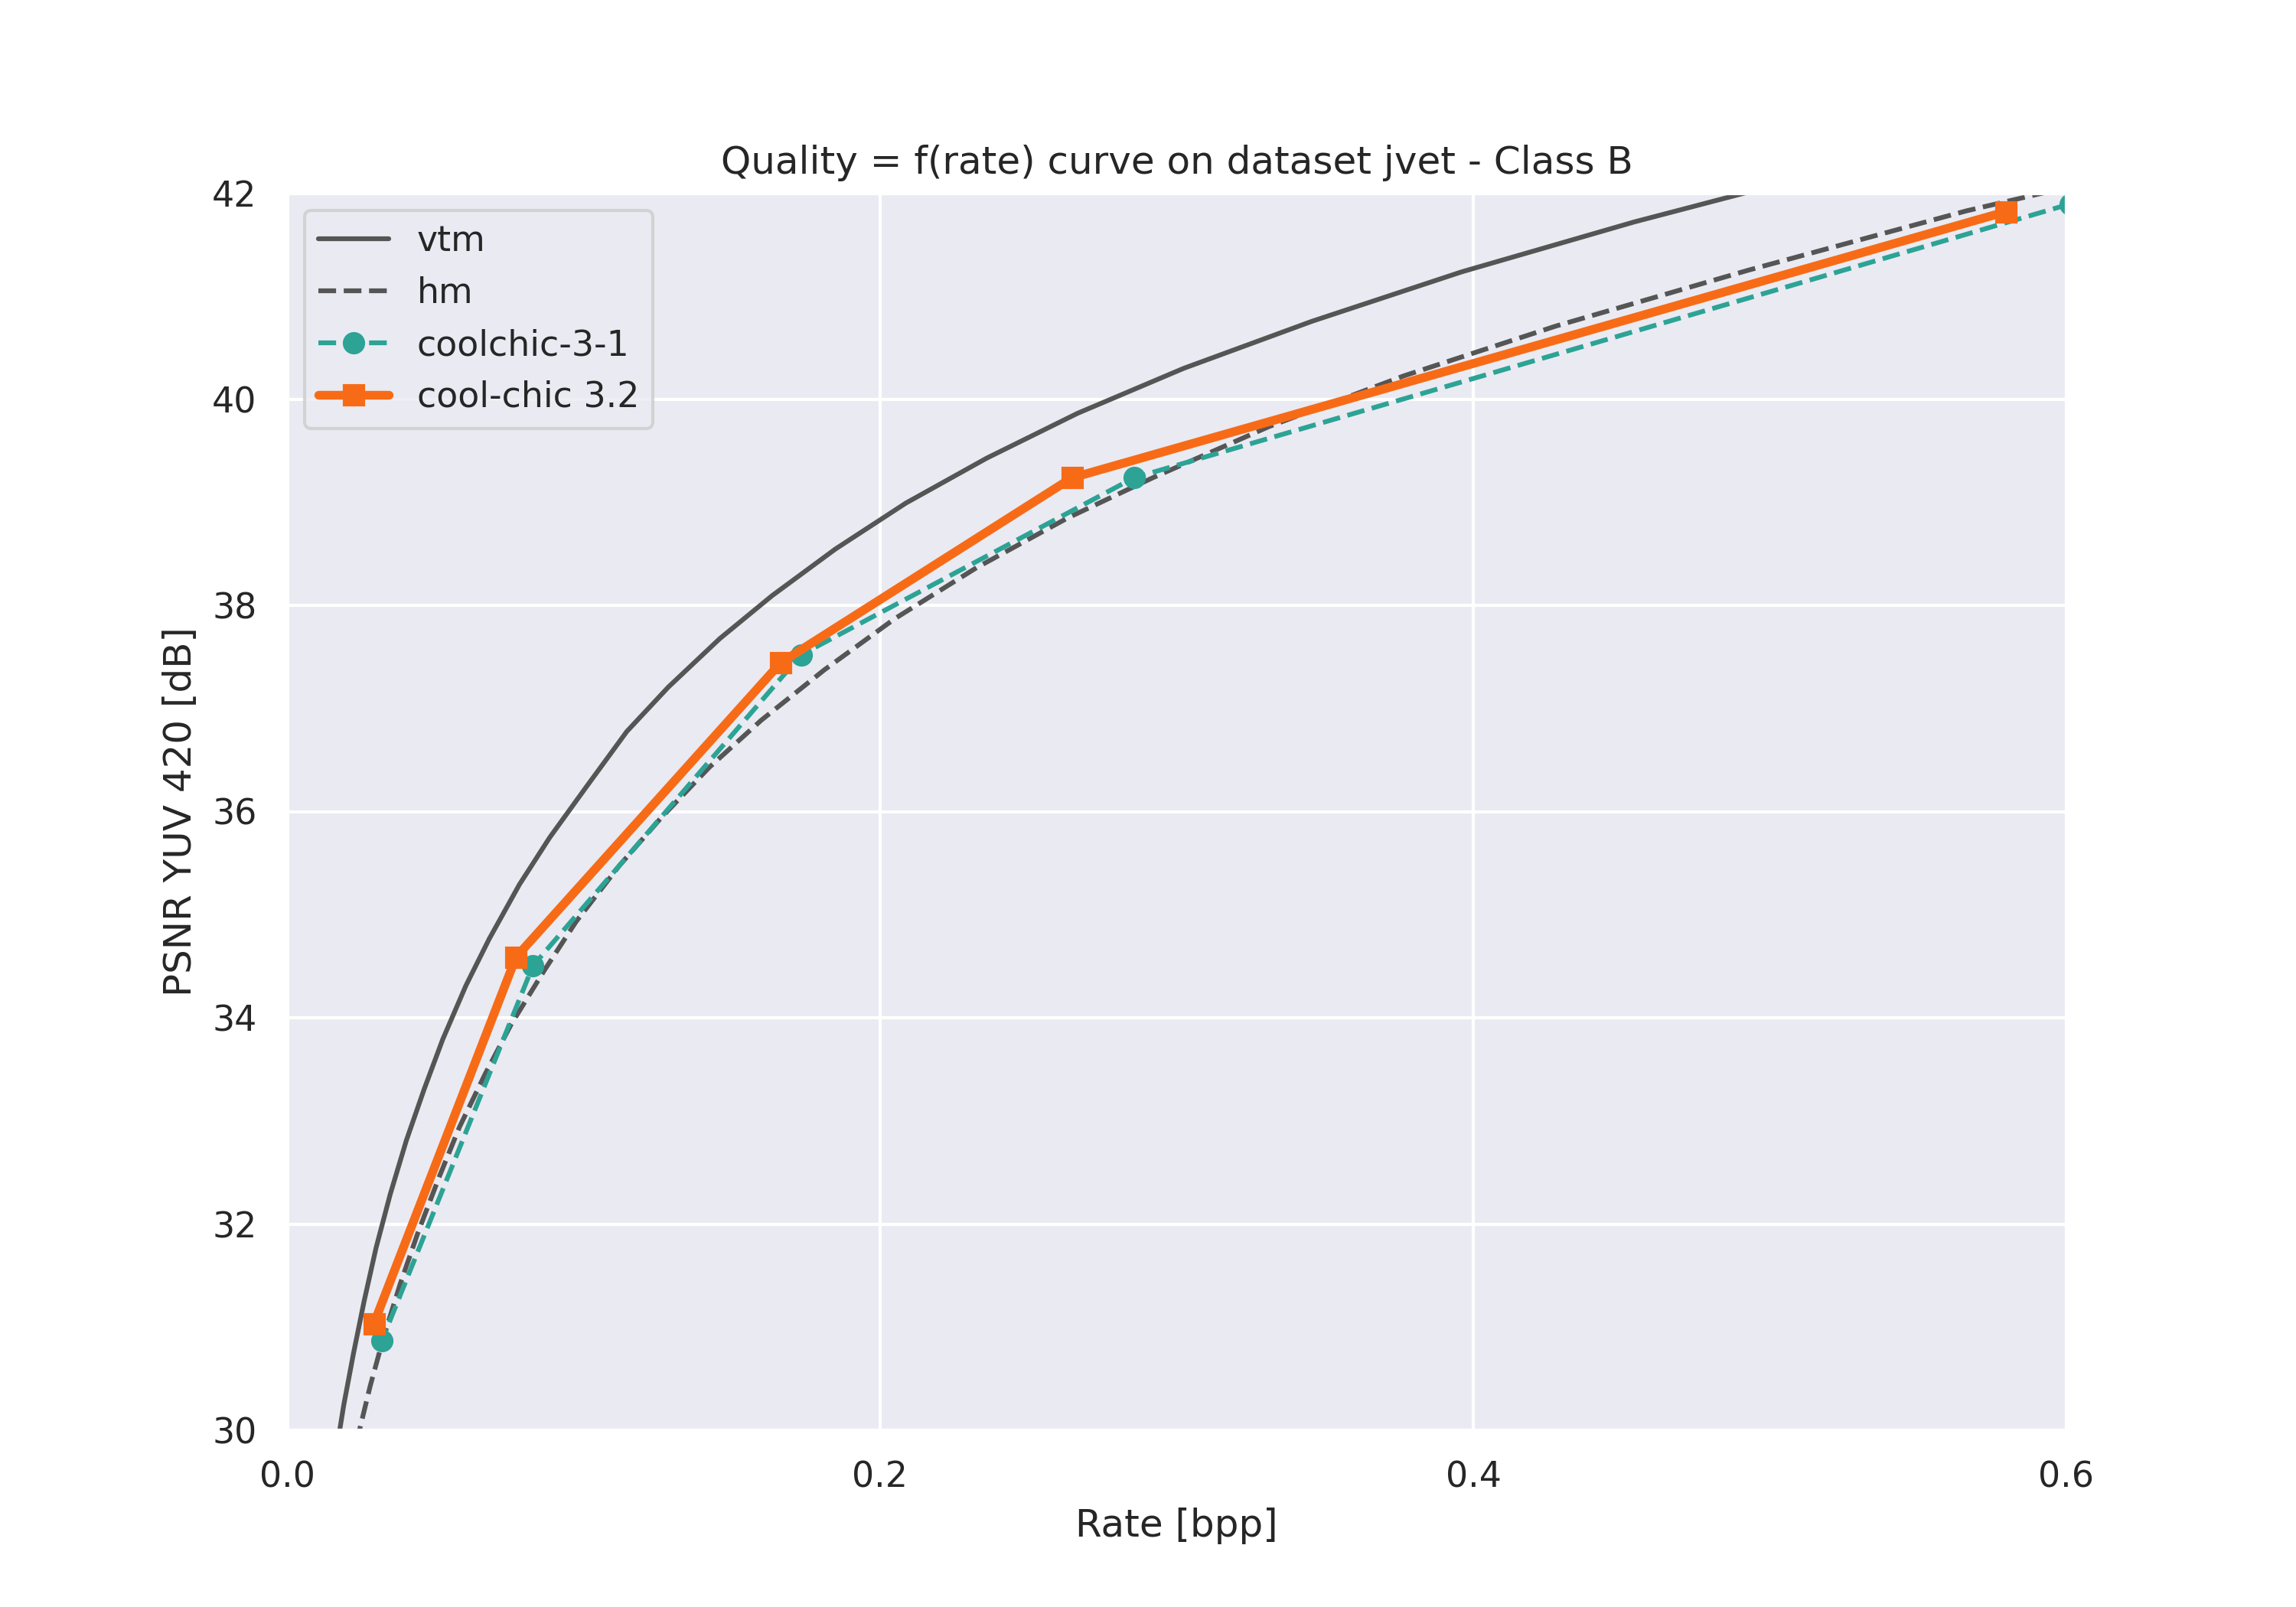 Quality = f(rate) curve on dataset jvet - Class B
42
40
38
36
34
32
30
PSNR YUV 420 [dB]
vtm
hm
coolchic-3-1
cool-chic 3.2
0.0
0.2
0.4
0.6
Rate [bpp]